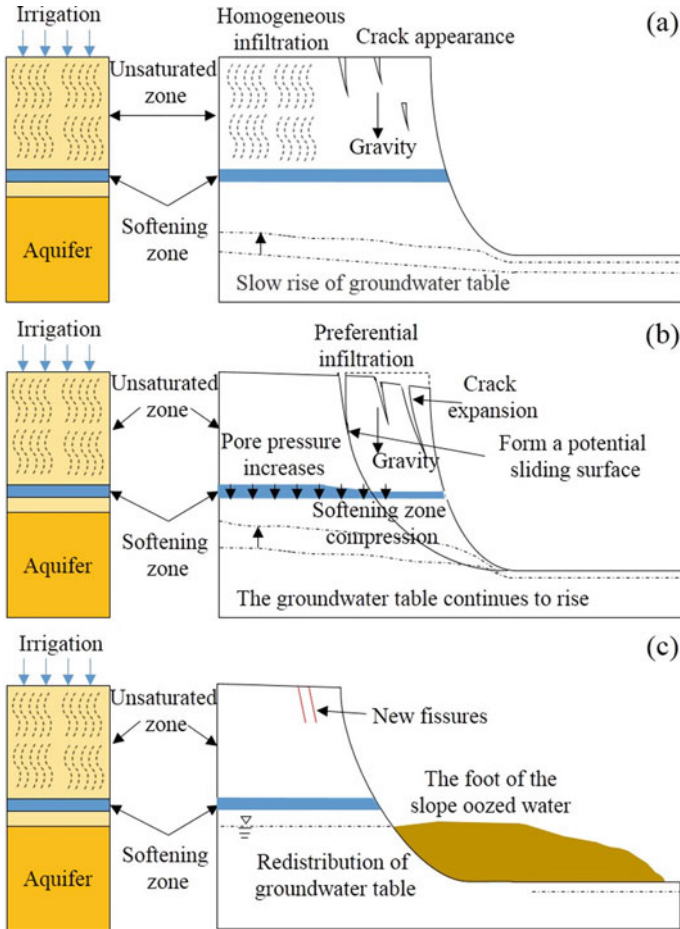 Irrigation
Homogeneous
infiltration
Crack appearance
(a)
Unsaturated
zone
Gravity
Softening
zone
Aquifer
Slow rise of groundwater table
Irrigation
Preferential
infiltration
(b)
Unsaturated
zone
Crack
expansion
Pore pressure
increases
Gravity
Form a potential
sliding surface
Softening zone
compression
Softening
zone
Aquifer
The groundwater table continues to rise
Irrigation
(c)
Unsaturated
zone
New fissures
The foot of the
slope oozed water
Softening
zone
Redistribution of
groundwater table
Aquifer